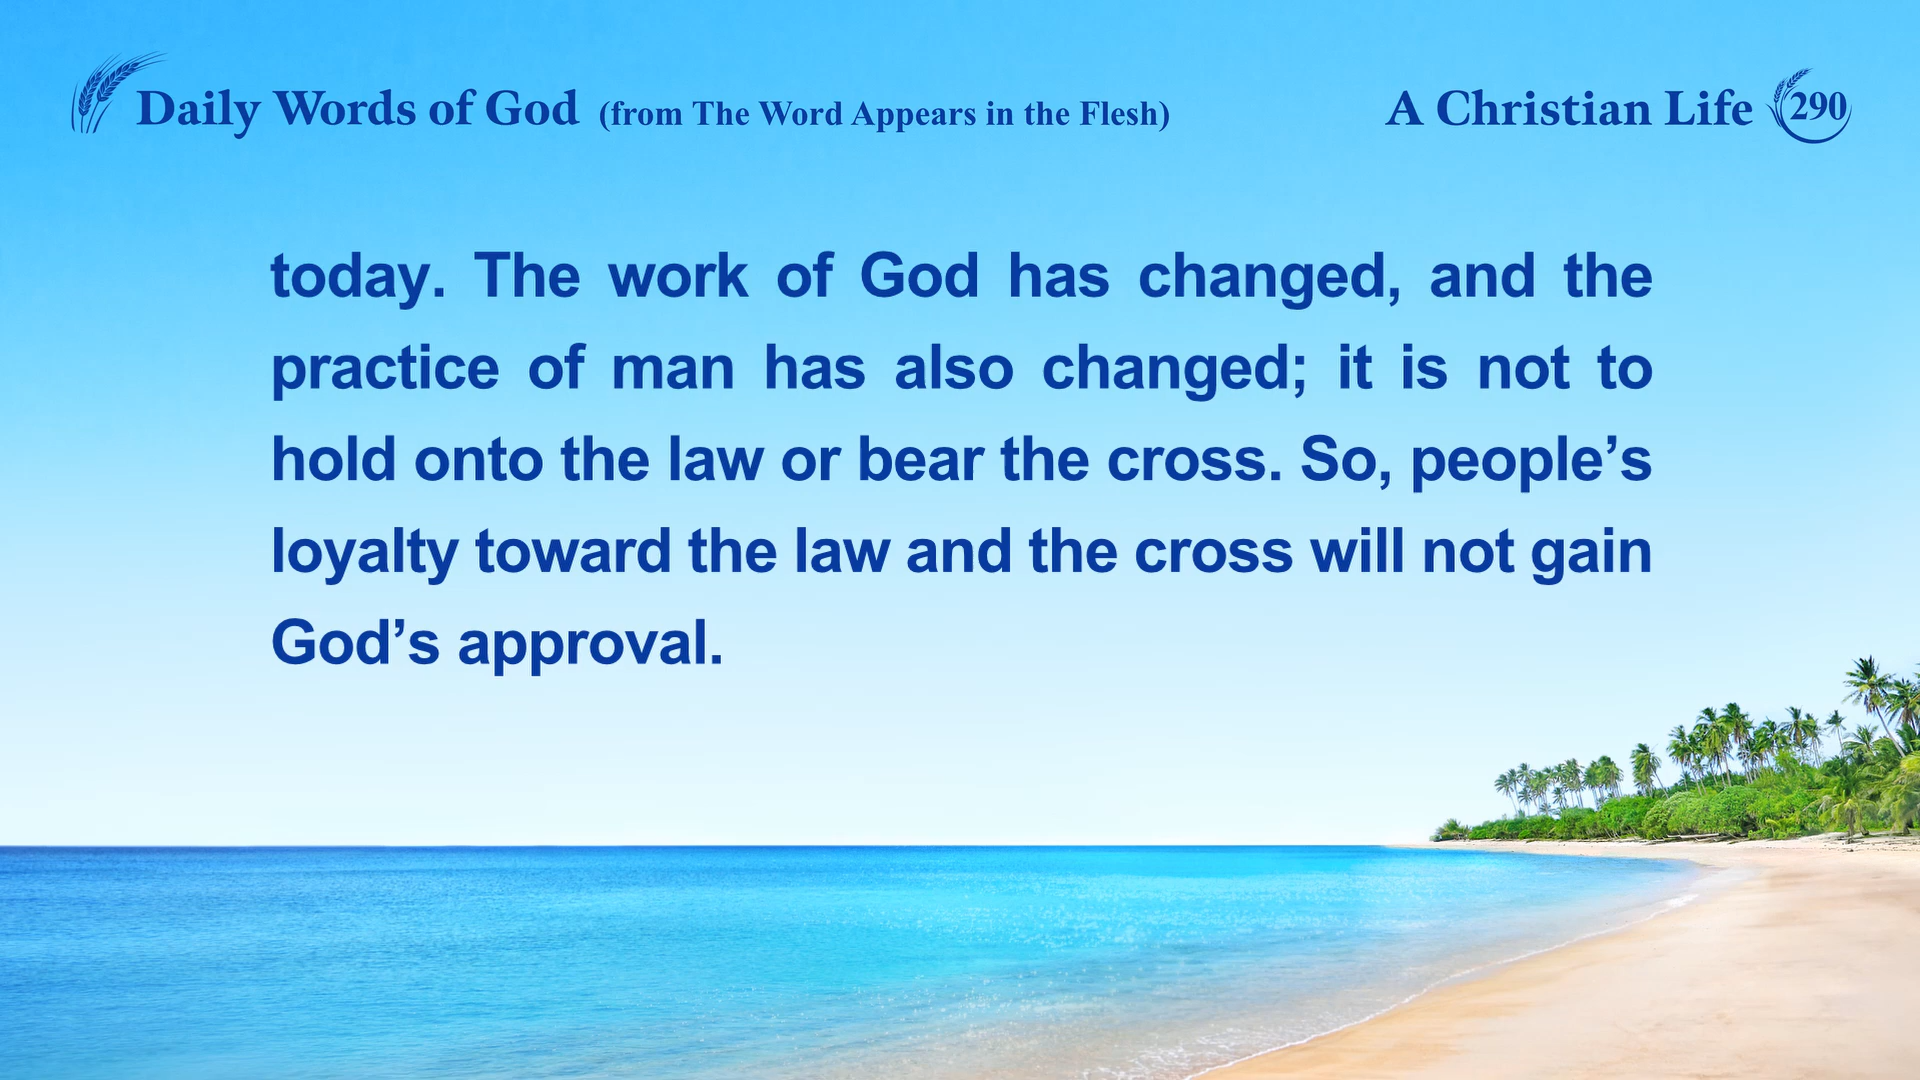 Daily Words of God (from The Word Appears in the Flesh)
A Christian Life 290
today. The work of God has changed, and the
practice of man has also changed; it is not to
hold onto the law or bear the cross. So, people’s
loyalty toward the law and the cross will not gain
God’s approval.